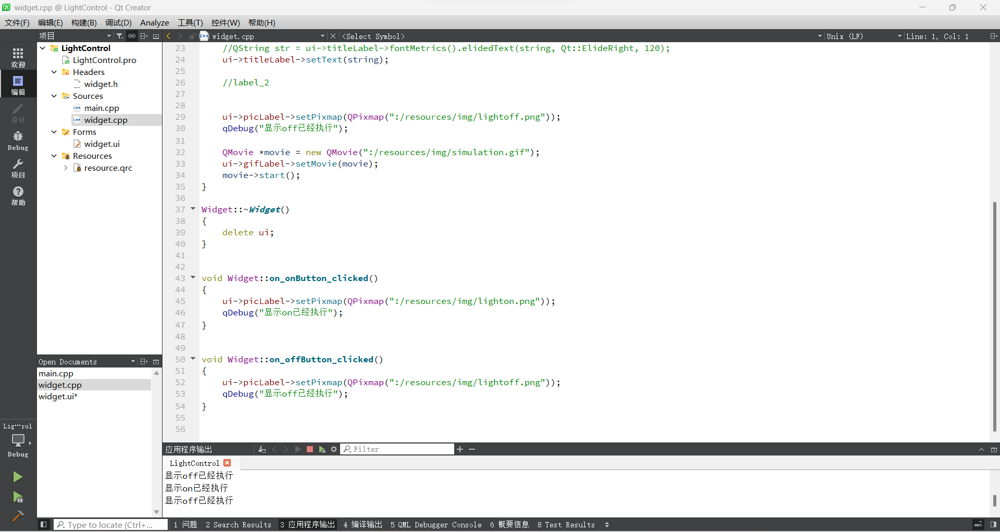 widget.cpp @ LightControl - Qt Creator
文件(F) 编辑(E) 构建(B) 调试(D) Analyze 工具(T) 控件(W) 帮助(H)
项目
widget.cpp
<Select Symbol>
Unix (LF)
Line: 1, Col: 1
欢迎
编辑
设计
Debug
项目
帮助
LightControl
LightControl.pro
Headers
widget.h
Sources
main.cpp
widget.cpp
Forms
widget.ui
Resources
resource.qrc
Open Documents
main.cpp
widget.cpp
widget.ui*
Lig···rol
Debug
23 //QString str = ui->titleLabel->fontMetrics().elidedText(string, Qt::ElideRight, 120);
24 ui->titleLabel->setText(string);
25
26 //label_2
27
28
29 ui->picLabel->setPixmap(QPixmap(":/resources/img/lightoff.png"));
30 qDebug("显示off已经执行");
31
32 QMovie *movie = new QMovie(":/resources/img/simulation.gif");
33 ui->gifLabel->setMovie(movie);
34 movie->start();
35 }
36
37 Widget::~Widget()
38 {
39 delete ui;
40 }
41
42
43 void Widget::on_onButton_clicked()
44 {
45 ui->picLabel->setPixmap(QPixmap(":/resources/img/lighton.png"));
46 qDebug("显示on已经执行");
47 }
48
49
50 void Widget::on_offButton_clicked()
51 {
52 ui->picLabel->setPixmap(QPixmap(":/resources/img/lightoff.png"));
53 qDebug("显示off已经执行");
54 }
55
56
应用程序输出
Filter
LightControl
显示off已经执行
显示on已经执行
显示off已经执行
Type to locate (Ctrl+...
1 问题 2 Search Results 3 应用程序输出 4 编译输出 5 QML Debugger Console 6 概要信息 8 Test Results